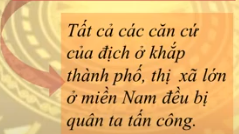 Tất cả các căn cứ
của địch ở khắp
thành phố, thị xã lớn
ở miền Nam đều bị
quân ta tấn công.